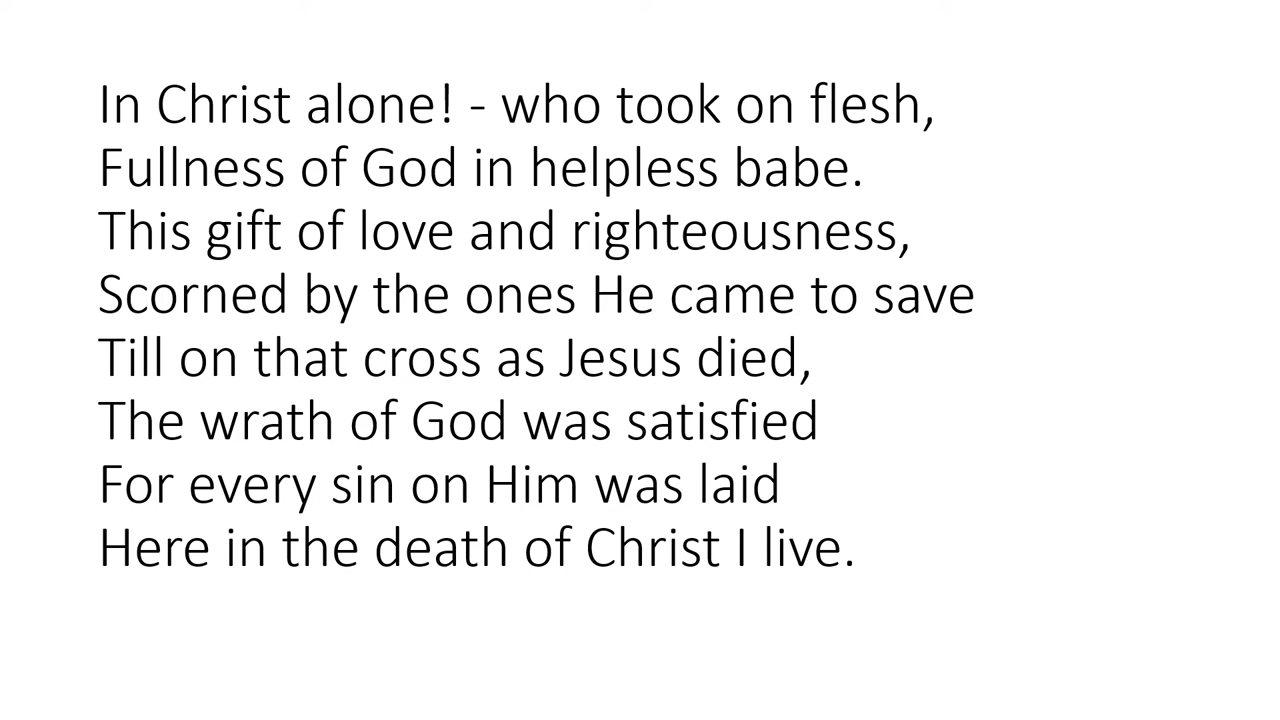 In Christ alone! - who took on flesh,
Fullness of God in helpless babe.
This gift of love and righteousness,
Scorned by the ones He came to save
Till on that cross as Jesus died,
The wrath of God was satisfied
For every sin on Him was laid
Here in the death of Christ I live.